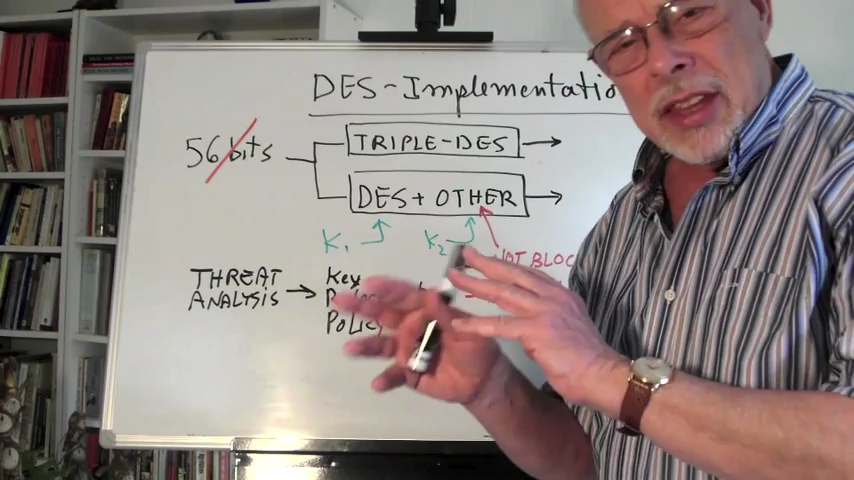 DES-Implementatio
56 bits
TRIPLE-DES
DES + OTHER
K1
K2
NOT BLOC
THREAT
ANALYSIS
Key
Policy